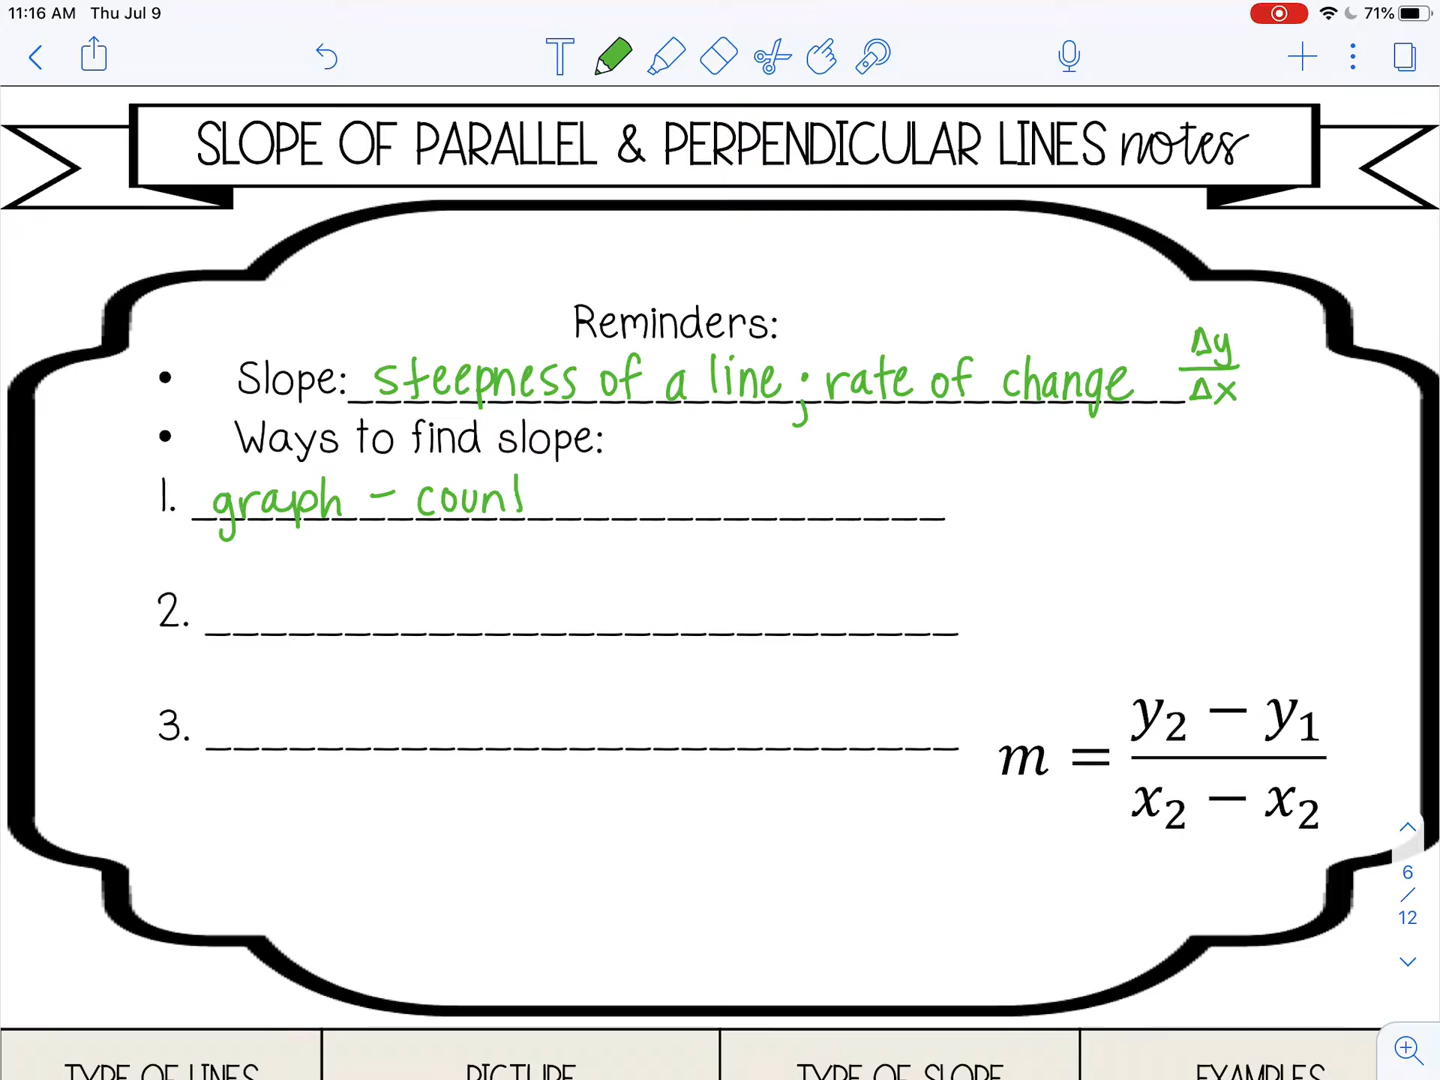 11:16 AM Thu Jul 9 71%
SLOPE OF PARALLEL & PERPENDICULAR LINES notes
Reminders:
• Slope: steepness of a line; rate of change Δy/Δx
• Ways to find slope:
1. graph - coun
2.
3.
m = (y₂ − y₁)/(x₂ − x₂)
6
/
12
TYPE OF LINES PICTURE TYPE OF SLOPE EXAMPLES